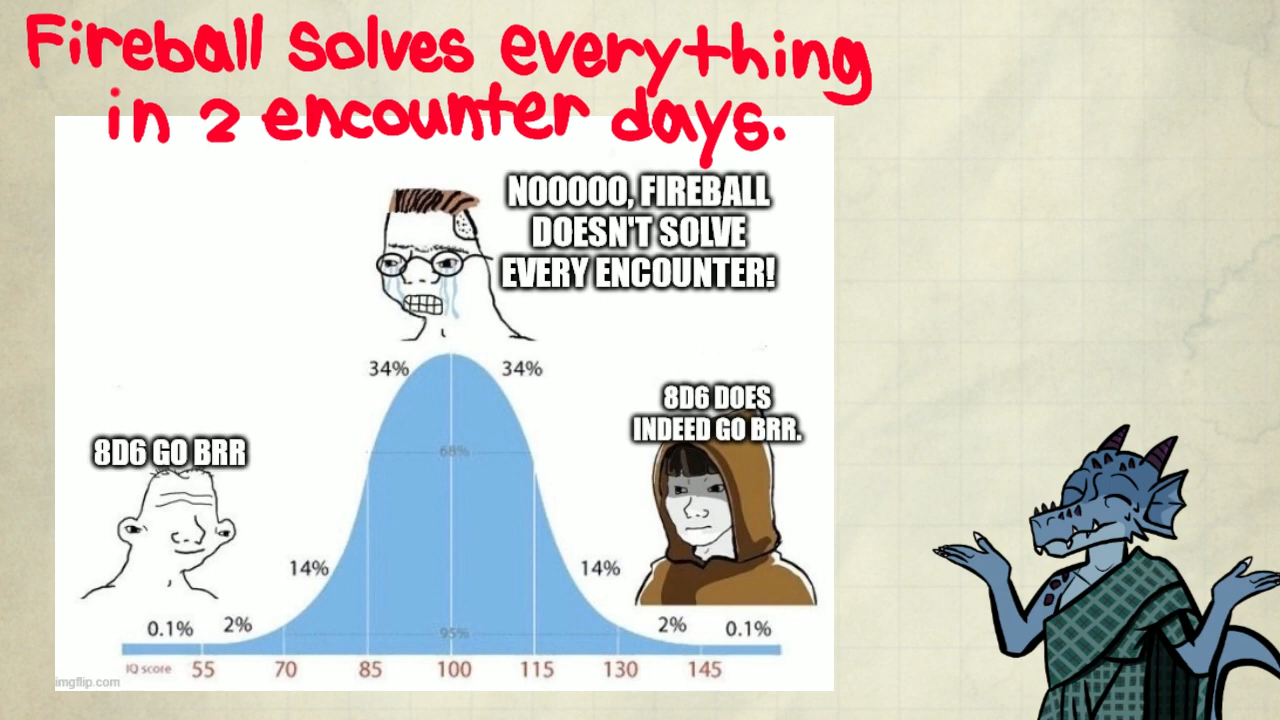 Fireball solves everything
in 2 encounter days.
NOOOOO, FIREBALL
DOESN'T SOLVE
EVERY ENCOUNTER!
34%
34%
8D6 DOES
INDEED GO BRR.
8D6 GO BRR
68%
14%
14%
0.1%
2%
95%
2%
0.1%
IQ score 55 70 85 100 115 130 145
imgflip.com